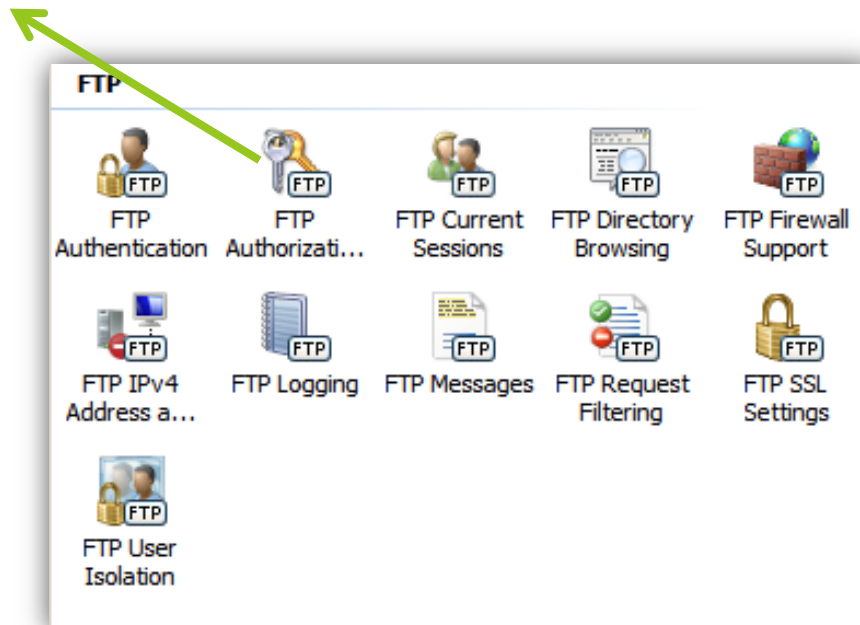 FTP
FTP
FTP
FTP
FTP
FTP
FTP
Authentication
FTP
Authorizati...
FTP Current
Sessions
FTP Directory
Browsing
FTP Firewall
Support
FTP
FTP
FTP
FTP
FTP
FTP IPv4
Address a...
FTP Logging
FTP Messages
FTP Request
Filtering
FTP SSL
Settings
FTP
FTP User
Isolation